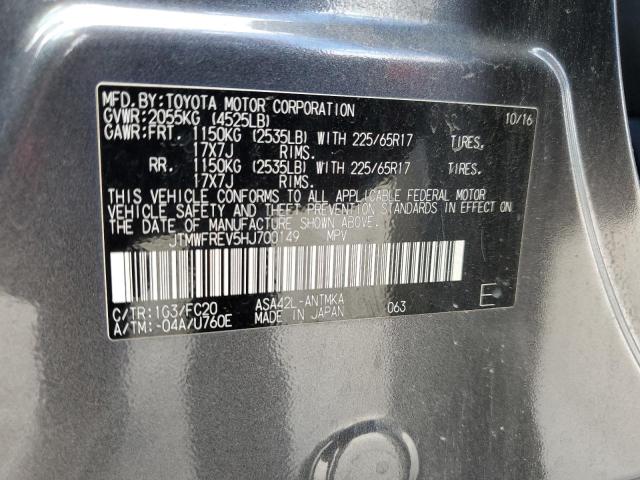 MFD.BY:TOYOTA MOTOR CORPORATION 10/16
GVWR:2055KG (4525LB)
GAWR:FRT. 1150KG (2535LB) WITH 225/65R17 TIRES.
17X7J RIMS.
RR. 1150KG (2535LB) WITH 225/65R17 TIRES.
17X7J RIMS.
THIS VEHICLE CONFORMS TO ALL APPLICABLE FEDERAL MOTOR
VEHICLE SAFETY AND THEFT PREVENTION STANDARDS IN EFFECT ON
THE DATE OF MANUFACTURE SHOWN ABOVE.
JTMWFREV5HJ700149 MPV
C/TR:1G3/FC20 ASA42L-ANTMKA 063 E
A/TM:-04A/U760E MADE IN JAPAN